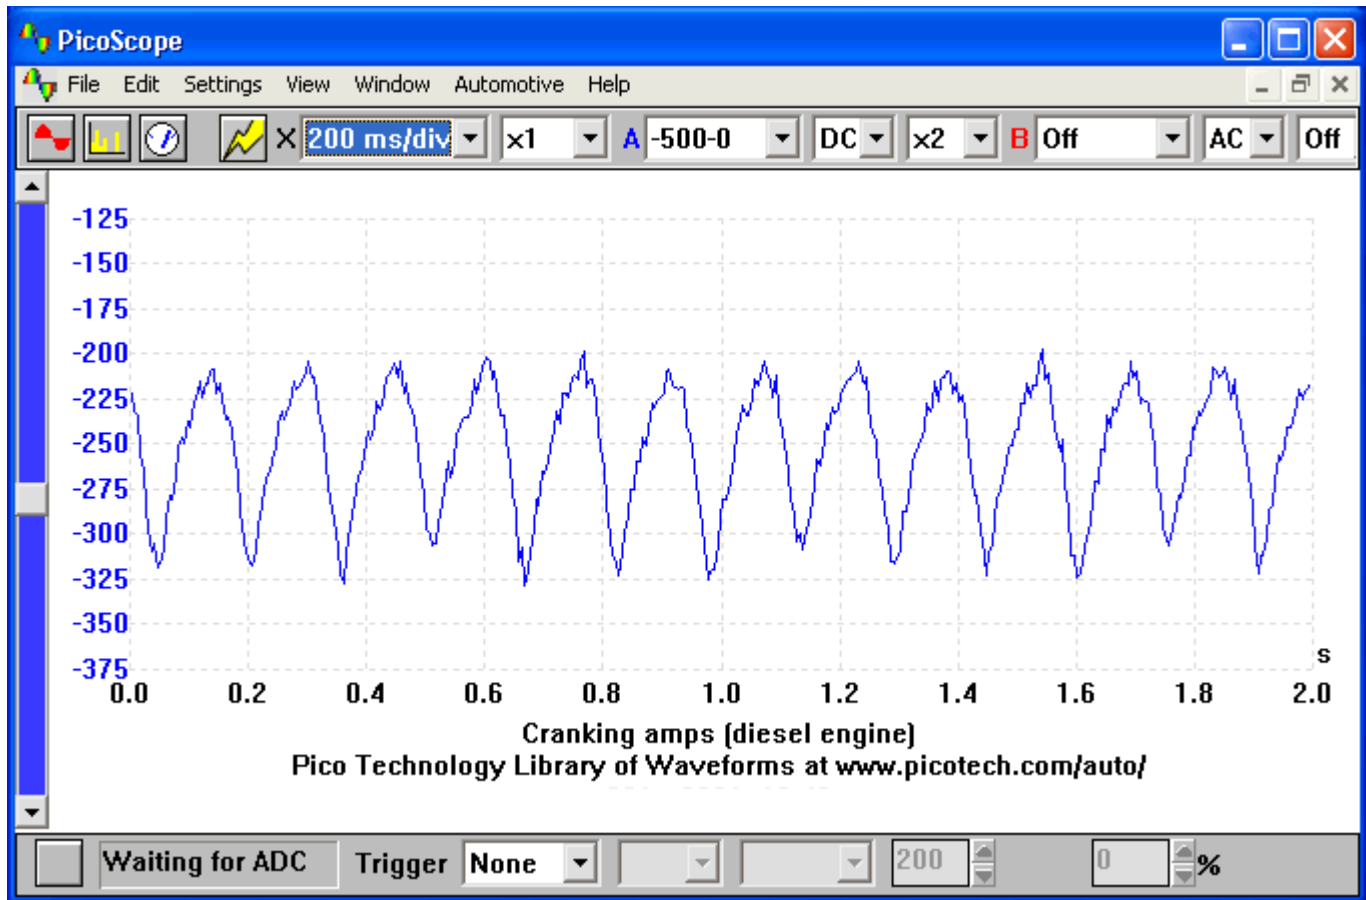 PicoScope
File Edit Settings View Window Automotive Help
X 200 ms/div x1 A -500-0 DC x2 B Off AC Off
-125
-150
-175
-200
-225
-250
-275
-300
-325
-350
-375
s
0.0 0.2 0.4 0.6 0.8 1.0 1.2 1.4 1.6 1.8 2.0
Cranking amps (diesel engine)
Pico Technology Library of Waveforms at www.picotech.com/auto/
Waiting for ADC Trigger None 200 0 %